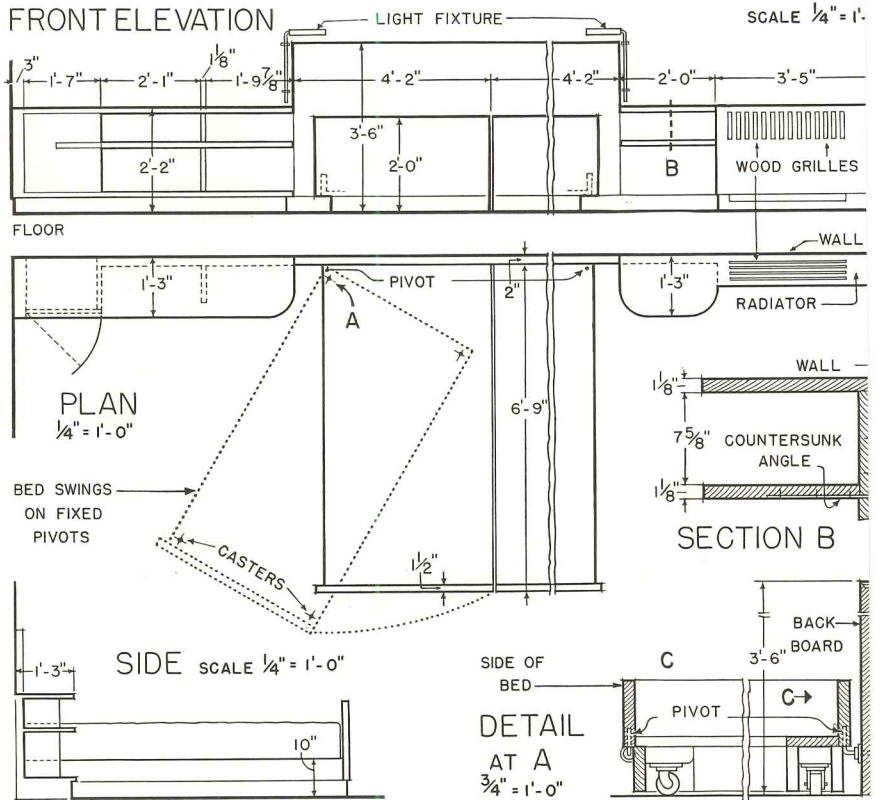 FRONT ELEVATION
LIGHT FIXTURE
SCALE 1/4" = 1'-
3"
1'-7"
2'-1"
1 1/8"
1'-9 7/8"
4'-2"
4'-2"
2'-0"
3'-5"
3'-6"
2'-2"
2'-0"
B
WOOD GRILLES
FLOOR
WALL
1'-3"
PIVOT
2"
1'-3"
A
RADIATOR
PLAN
1/4" = 1'-0"
WALL
1 1/8"
6'-9"
7 5/8"
COUNTERSUNK
ANGLE
1 1/8"
BED SWINGS
ON FIXED
PIVOTS
SECTION B
CASTERS
1 1/2"
BACK
BOARD
3'-6"
1'-3"
SIDE SCALE 1/4" = 1'-0"
SIDE OF
BED
C
C
PIVOT
DETAIL
AT A
3/4" = 1'-0"
10"